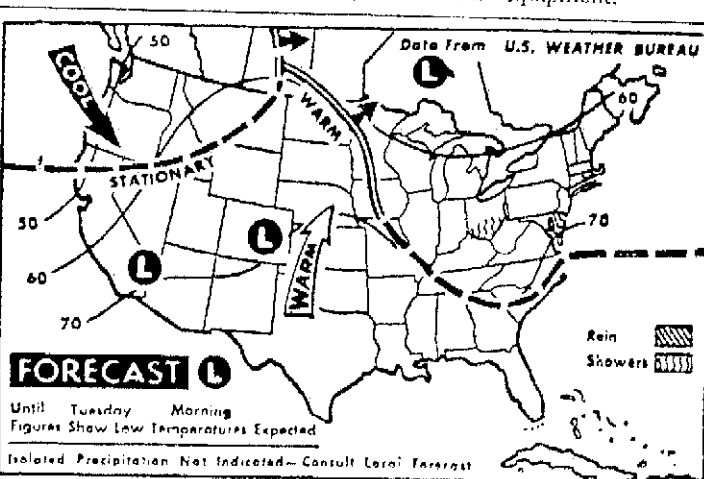 equipment.
50
COOL
Data From U.S. WEATHER BUREAU
L
60
WARM
STATIONARY
50
70
L
L
60
WARM
70
Rain
Showers
FORECAST L
Until Tuesday Morning
Figures Show Low Temperatures Expected
Isolated Precipitation Not Indicated – Consult Local Forecast